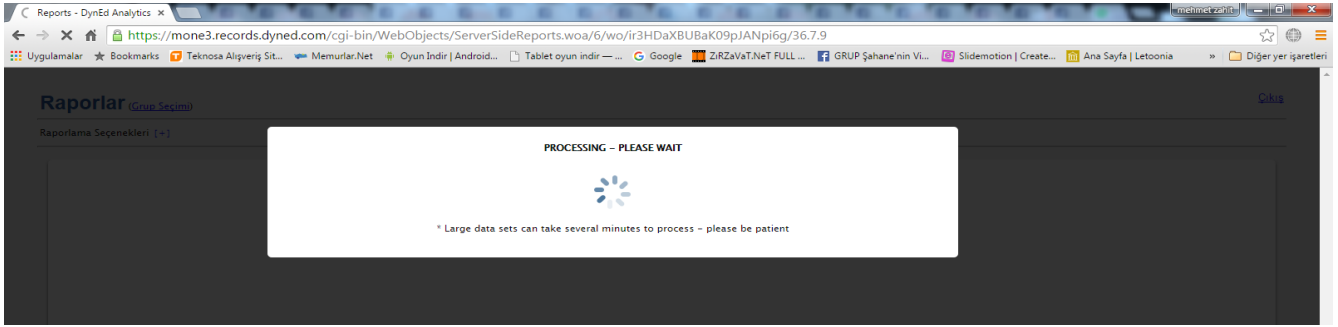 Reports - DynEd Analytics
mehmet zahit
https://mone3.records.dyned.com/cgi-bin/WebObjects/ServerSideReports.woa/6/wo/ir3HDaXBUBaK09pJANpi6g/36.7.9
Uygulamalar Bookmarks Teknosa Alışveriş Sit... Memurlar.Net Oyun Indir | Android... Tablet oyun indir — ... Google ZıRZaVaT.NeT FULL ... GRUP Şahane'nin Vi... Slidemotion | Create... Ana Sayfa | Letoonia » Diğer yer işaretleri
Raporlar (Grup Seçimi) Çıkış
Raporlama Seçenekleri [+]
PROCESSING – PLEASE WAIT
* Large data sets can take several minutes to process – please be patient